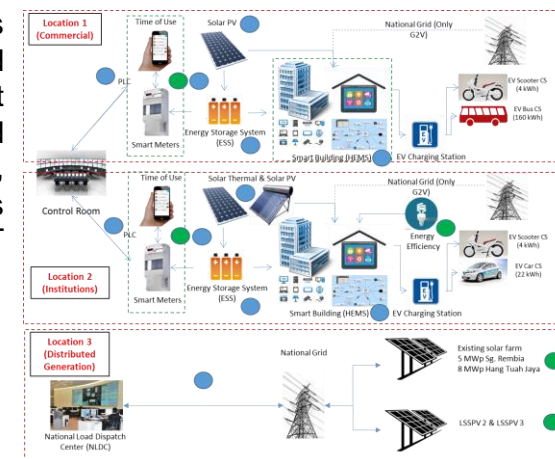 Location 1
(Commercial)
Time of Use
Solar PV
National Grid (Only
G2V)
PLC
Smart Meters
Energy Storage System
(ESS)
Smart Building (HEMS)
EV Charging Station
EV Scooter CS
(4 kWh)
EV Bus CS
(160 kWh)
Control Room
Time of Use
Solar Thermal & Solar PV
National Grid (Only
G2V)
PLC
Energy
Efficiency
Location 2
(Institutions)
Smart Meters
Energy Storage System
(ESS)
Smart Building (HEMS)
EV Charging Station
EV Scooter CS
(4 kWh)
EV Car CS
(22 kWh)
Location 3
(Distributed
Generation)
National Grid
National Load Dispatch
Center (NLDC)
Existing solar farm
5 MWp Sg. Rembia
8 MWp Hang Tuah Jaya
LSSPV 2 & LSSPV 3